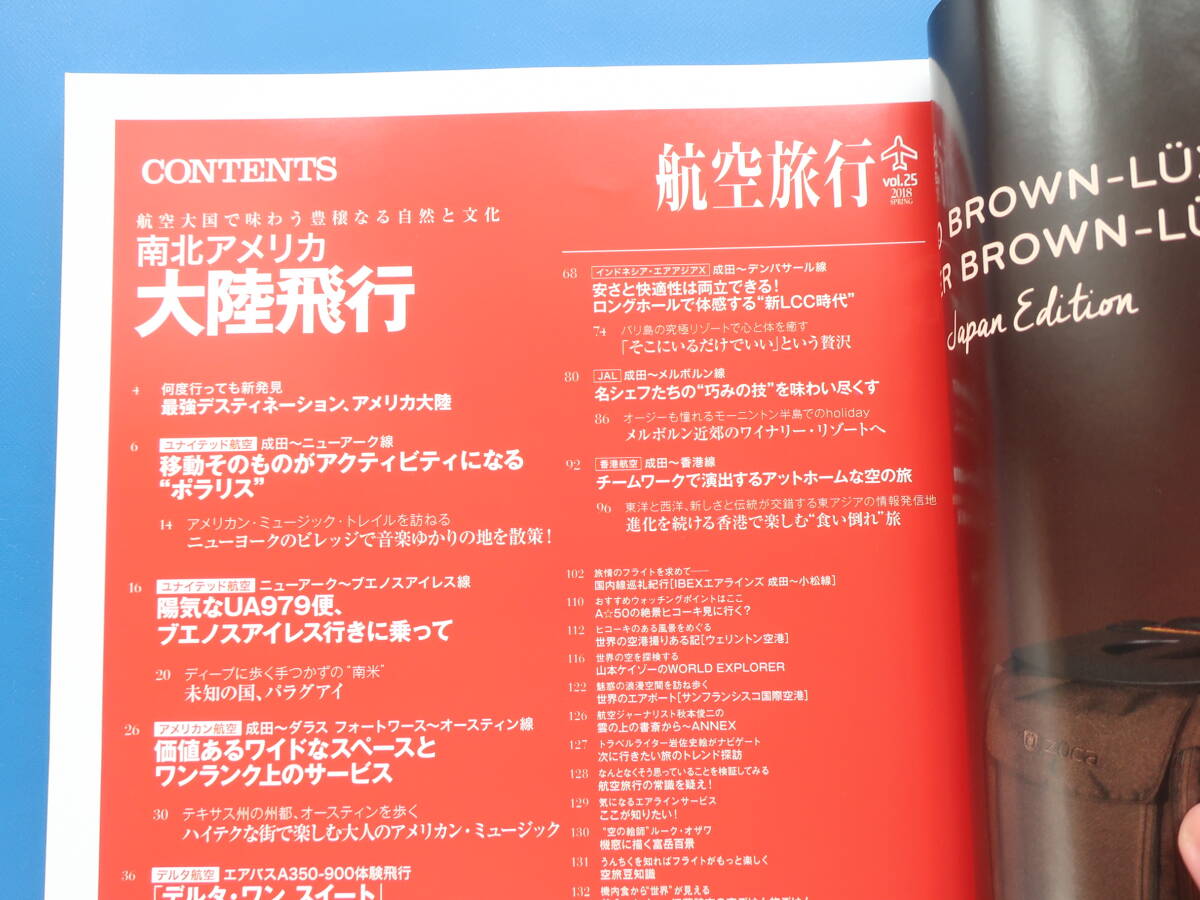 CONTENTS
航空大国で味わう豊穣なる自然と文化
南北アメリカ
大陸飛行
4 何度行っても新発見
最強デスティネーション、アメリカ大陸
6 ユナイテッド航空 成田〜ニューアーク線
移動そのものがアクティビティになる
“ポラリス”
14 アメリカン・ミュージック・トレイルを訪ねる
ニューヨークのビレッジで音楽ゆかりの地を散策!
16 ユナイテッド航空 ニューアーク〜ブエノスアイレス線
陽気なUA979便、
ブエノスアイレス行きに乗って
20 ディープに歩く手つかずの“南米”
未知の国、パラグアイ
26 アメリカン航空 成田〜ダラス フォートワース〜オースティン線
価値あるワイドなスペースと
ワンランク上のサービス
30 テキサス州の州都、オースティンを歩く
ハイテクな街で楽しむ大人のアメリカン・ミュージック
36 デルタ航空 エアバスA350-900体験飛行
「デルタ・ワン スイート」
航空旅行
vol.25
2018
SPRING
68 インドネシア・エアアジアX 成田〜デンパサール線
安さと快適性は両立できる!
ロングホールで体感する“新LCC時代”
74 バリ島の究極リゾートで心と体を癒す
「そこにいるだけでいい」という贅沢
80 JAL 成田〜メルボルン線
名シェフたちの“巧みの技”を味わい尽くす
86 オージーも憧れるモーニントン半島でのholiday
メルボルン近郊のワイナリー・リゾートへ
92 香港航空 成田〜香港線
チームワークで演出するアットホームな空の旅
96 東洋と西洋、新しさと伝統が交錯する東アジアの情報発信地
進化を続ける香港で楽しむ“食い倒れ”旅
102 旅情のフライトを求めて――
国内線巡礼紀行[IBEXエアラインズ 成田〜小松線]
110 おすすめウォッチングポイントはここ
A☆50の絶景ヒコーキ見に行く?
112 ヒコーキのある風景をめぐる
世界の空港撮りある記[ウェリントン空港]
116 世界の空を探検する
山本ケイゾーのWORLD EXPLORER
122 魅惑の浪漫空間を訪ね歩く
世界のエアポート[サンフランシスコ国際空港]
126 航空ジャーナリスト秋本俊二の
雲の上の書斎から〜ANNEX
127 トラベルライター岩佐史絵がナビゲート
次に行きたい旅のトレンド探訪
128 なんとなくそう思っていることを検証してみる
航空旅行の常識を疑え!
129 気になるエアラインサービス
ここが知りたい!
130 “空の絵師”ルーク・オザワ
機窓に描く富岳百景
131 うんちくを知ればフライトがもっと楽しく
空旅豆知識
132 機内食から“世界”が見える
BROWN-LÜ
ER BROWN-LÜ
Japan Edition
ZÜCA